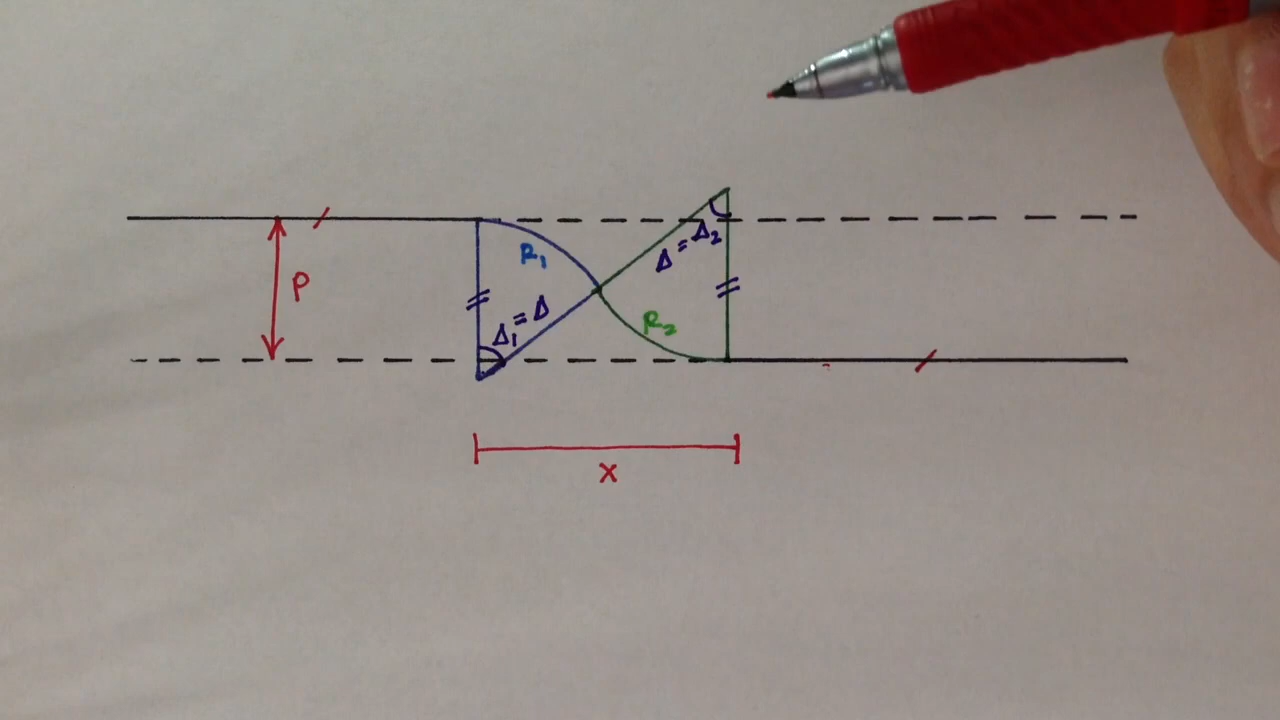 P
R₁
Δ₁ = Δ
Δ = Δ₂
R₂
x